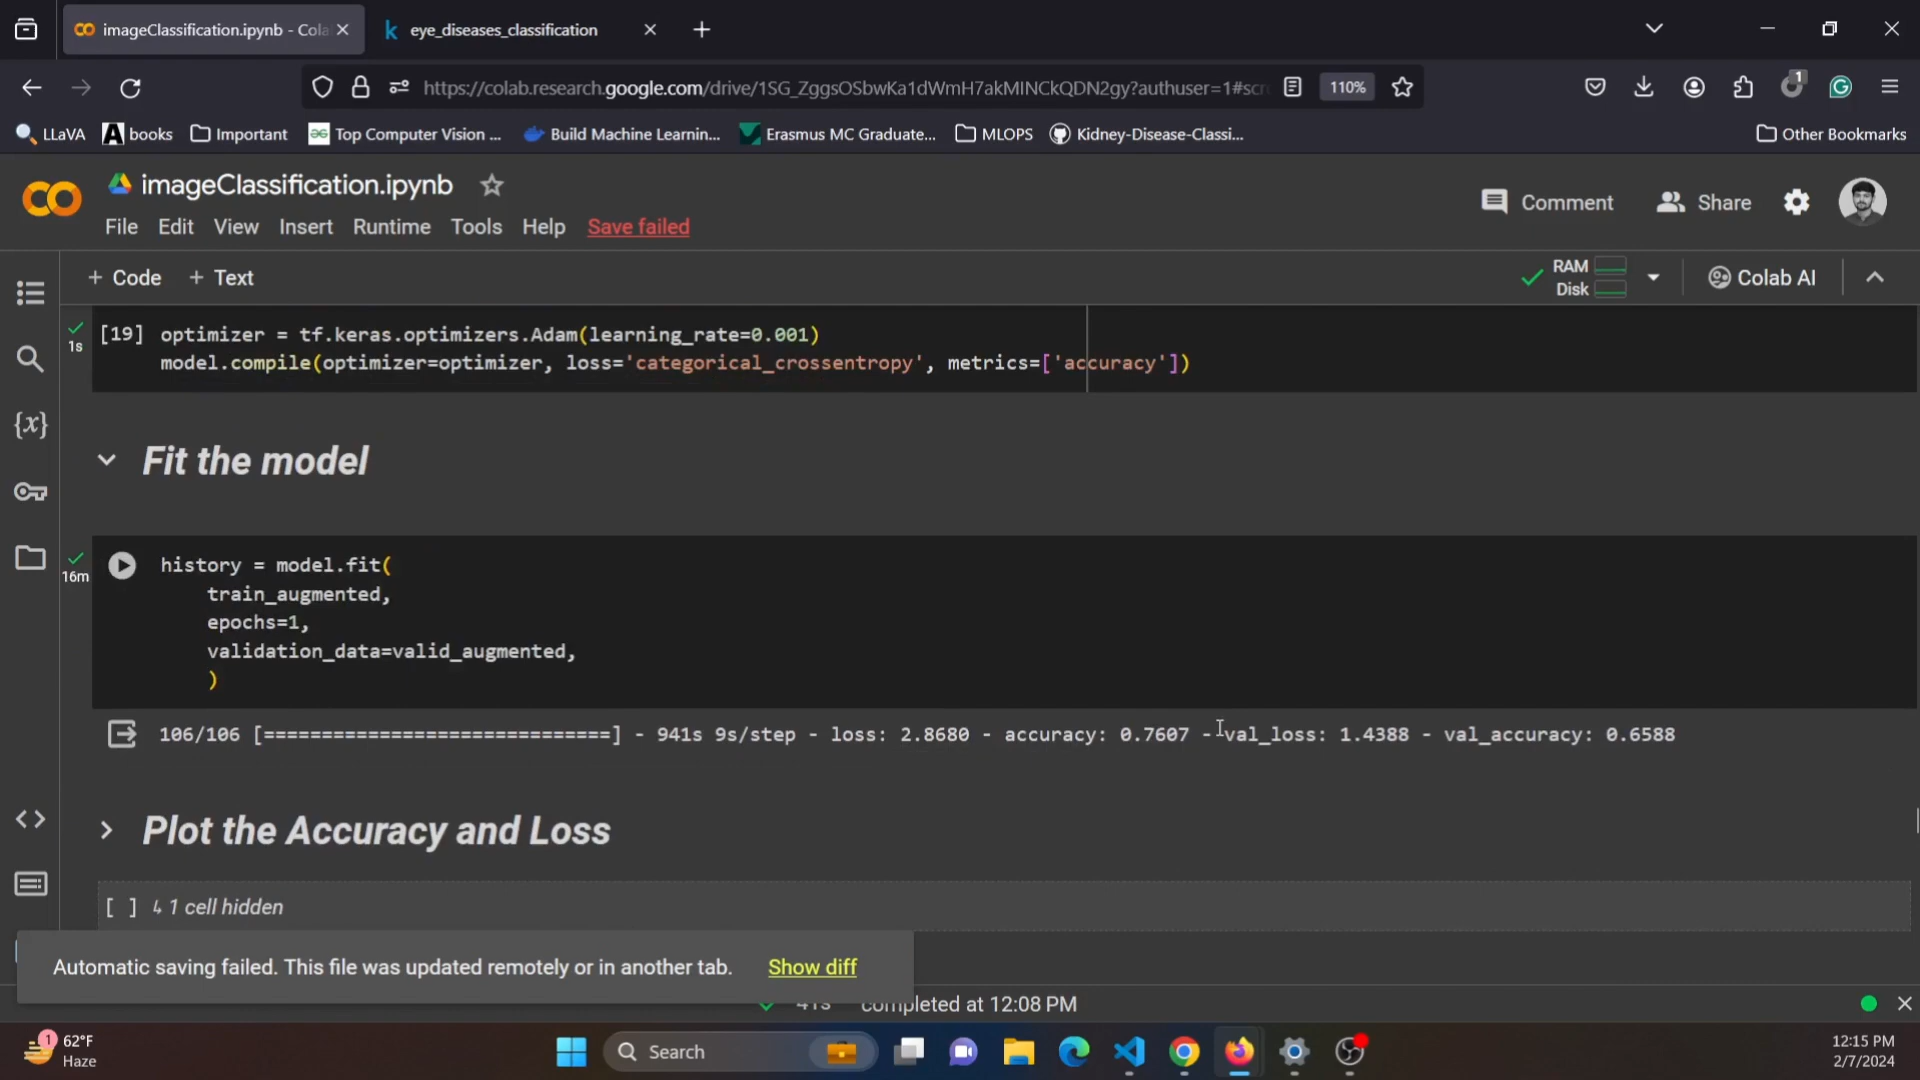 imageClassification.ipynb - Cola
eye_diseases_classification
https://colab.research.google.com/drive/1SG_ZggsOSbwKa1dWmH7akMINCkQDN2gy?authuser=1#scr
110%
1
LLaVA
books
Important
Top Computer Vision ...
Build Machine Learnin...
Erasmus MC Graduate...
MLOPS
Kidney-Disease-Classi...
Other Bookmarks
imageClassification.ipynb
Comment
Share
File Edit View Insert Runtime Tools Help Save failed
+ Code + Text
RAM
Disk
Colab AI
1s
[19] optimizer = tf.keras.optimizers.Adam(learning_rate=0.001)
model.compile(optimizer=optimizer, loss='categorical_crossentropy', metrics=['accuracy'])
Fit the model
16m
history = model.fit(
train_augmented,
epochs=1,
validation_data=valid_augmented,
)
106/106 [==============================] - 941s 9s/step - loss: 2.8680 - accuracy: 0.7607 - val_loss: 1.4388 - val_accuracy: 0.6588
Plot the Accuracy and Loss
[ ] ↳ 1 cell hidden
Automatic saving failed. This file was updated remotely or in another tab. Show diff
completed at 12:08 PM
1
62°F
Haze
Search
12:15 PM
2/7/2024